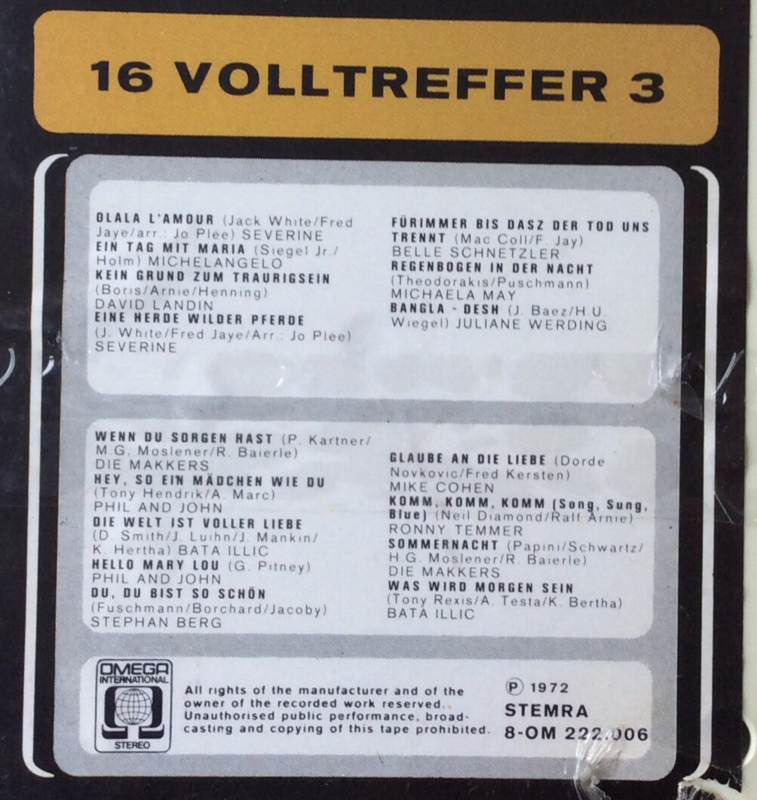 16 VOLLTREFFER 3
OLALA L'AMOUR (Jack White/Fred
Jaye/arr.: Jo Plée) SEVERINE
EIN TAG MIT MARIA (Siegel Jr./
Holm) MICHELANGELO
KEIN GRUND ZUM TRAURIGSEIN
(Boris/Arnie/Henning)
DAVID LANDIN
EINE HERDE WILDER PFERDE
(J. White/Fred Jaye/Arr.: Jo Plee)
SEVERINE
FÜRIMMER BIS DASZ DER TOD UNS
TRENNT (Mac Coll/F. Jay)
BELLE SCHNETZLER
REGENBOGEN IN DER NACHT
(Theodorakis/Puschmann)
MICHAELA MAY
BANGLA - DESH (J. Baez/H.U.
Wiegel) JULIANE WERDING
WENN DU SORGEN HAST (P. Kartner/
M.G. Moslener/R. Baierle)
DIE MAKKERS
HEY, SO EIN MÄDCHEN WIE DU
(Tony Hendrik/A. Marc)
PHIL AND JOHN
DIE WELT IST VOLLER LIEBE
(D. Smith/J. Luihn/J. Mankin/
K. Hertha) BATA ILLIC
HELLO MARY LOU (G. Pitney)
PHIL AND JOHN
DU, DU BIST SO SCHÖN
(Fuschmann/Borchard/Jacoby)
STEPHAN BERG
GLAUBE AN DIE LIEBE (Dorde
Novkovic/Fred Kersten)
MIKE COHEN
KOMM, KOMM, KOMM (Song, Sung,
Blue) (Neil Diamond/Ralf Arnie)
RONNY TEMMER
SOMMERNACHT (Papini/Schwartz/
H.G. Moslener/R. Baierle)
DIE MAKKERS
WAS WIRD MORGEN SEIN
(Tony Rexis/A. Testa/K. Bertha)
BATA ILLIC
OMEGA
INTERNATIONAL
STEREO
All rights of the manufacturer and of the
owner of the recorded work reserved.
Unauthorised public performance, broad-
casting and copying of this tape prohibited.
Ⓟ 1972
STEMRA
8-OM 222.006